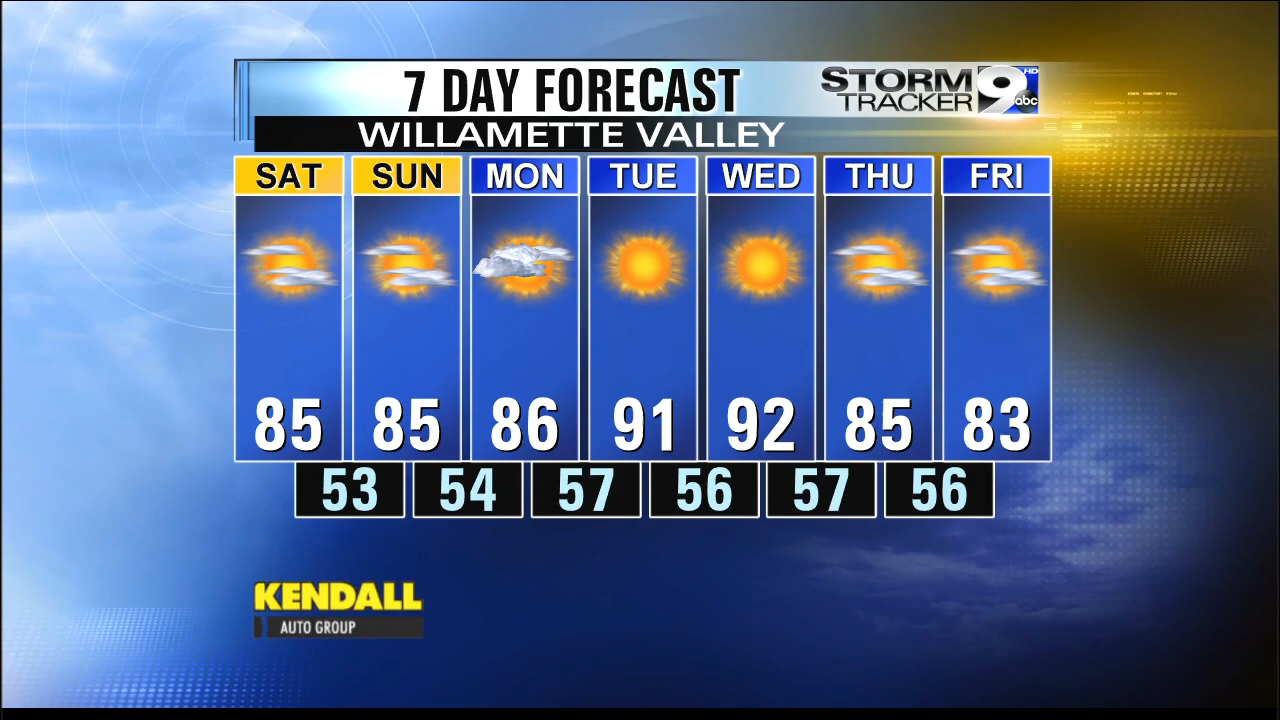 7 DAY FORECAST
STORM TRACKER 9 HD abc
WILLAMETTE VALLEY
SAT SUN MON TUE WED THU FRI
85 85 86 91 92 85 83
53 54 57 56 57 56
KENDALL
AUTO GROUP